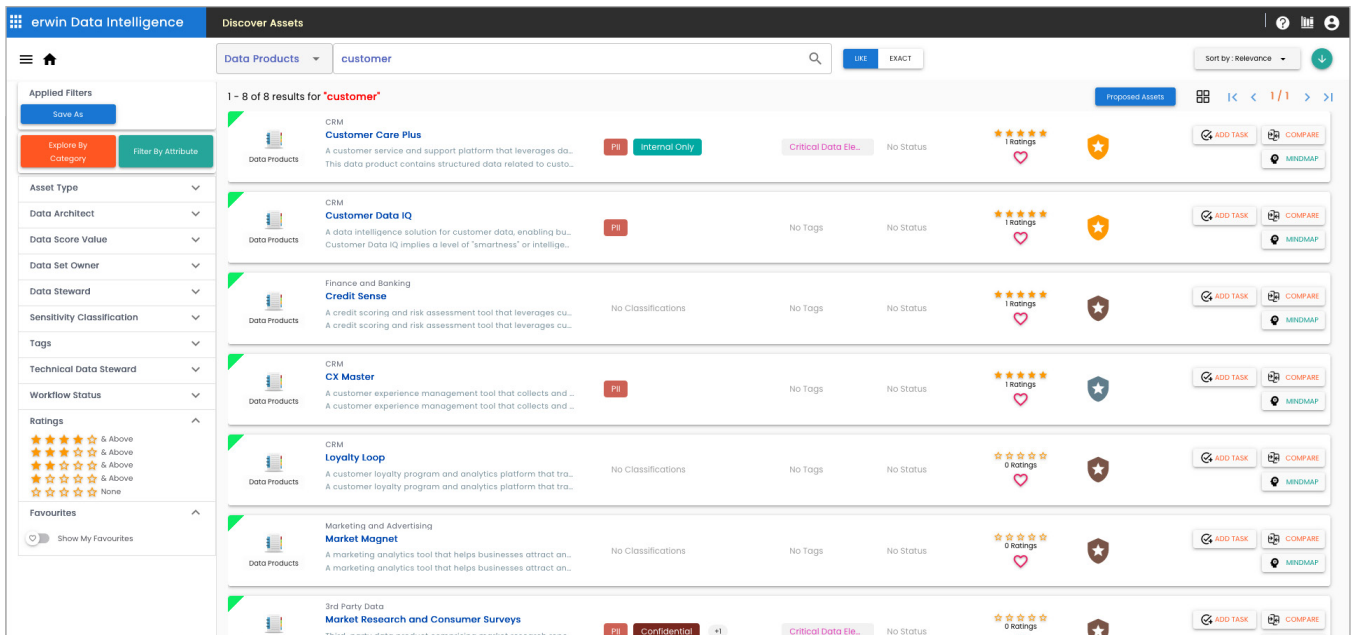 erwin Data Intelligence
Discover Assets
Data Products
customer
LIKE
EXACT
Sort by : Relevance
Applied Filters
Save As
Explore By
Category
Filter By Attribute
Asset Type
Data Architect
Data Score Value
Data Set Owner
Data Steward
Sensitivity Classification
Tags
Technical Data Steward
Workflow Status
Ratings
& Above
& Above
& Above
& Above
None
Favourites
Show My Favourites
1 - 8 of 8 results for "customer"
Proposed Assets
1 / 1
Data Products
CRM
Customer Care Plus
A customer service and support platform that leverages da...
This data product contains structured data related to custo...
PII
Internal Only
Critical Data Ele...
No Status
1 Ratings
ADD TASK
COMPARE
MINDMAP
Data Products
CRM
Customer Data IQ
A data intelligence solution for customer data, enabling bu...
Customer Data IQ implies a level of "smartness" or intellige...
PII
No Tags
No Status
1 Ratings
ADD TASK
COMPARE
MINDMAP
Data Products
Finance and Banking
Credit Sense
A credit scoring and risk assessment tool that leverages cu...
A credit scoring and risk assessment tool that leverages cu...
No Classifications
No Tags
No Status
1 Ratings
ADD TASK
COMPARE
MINDMAP
Data Products
CRM
CX Master
A customer experience management tool that collects and ...
A customer experience management tool that collects and ...
PII
No Tags
No Status
1 Ratings
ADD TASK
COMPARE
MINDMAP
Data Products
CRM
Loyalty Loop
A customer loyalty program and analytics platform that tra...
A customer loyalty program and analytics platform that tra...
No Classifications
No Tags
No Status
0 Ratings
ADD TASK
COMPARE
MINDMAP
Data Products
Marketing and Advertising
Market Magnet
A marketing analytics tool that helps businesses attract an...
A marketing analytics tool that helps businesses attract an...
No Classifications
No Tags
No Status
0 Ratings
ADD TASK
COMPARE
MINDMAP
3rd Party Data
Market Research and Consumer Surveys
PII
Confidential
+1
Critical Data Ele...
No Status
0 Ratings
ADD TASK
COMPARE